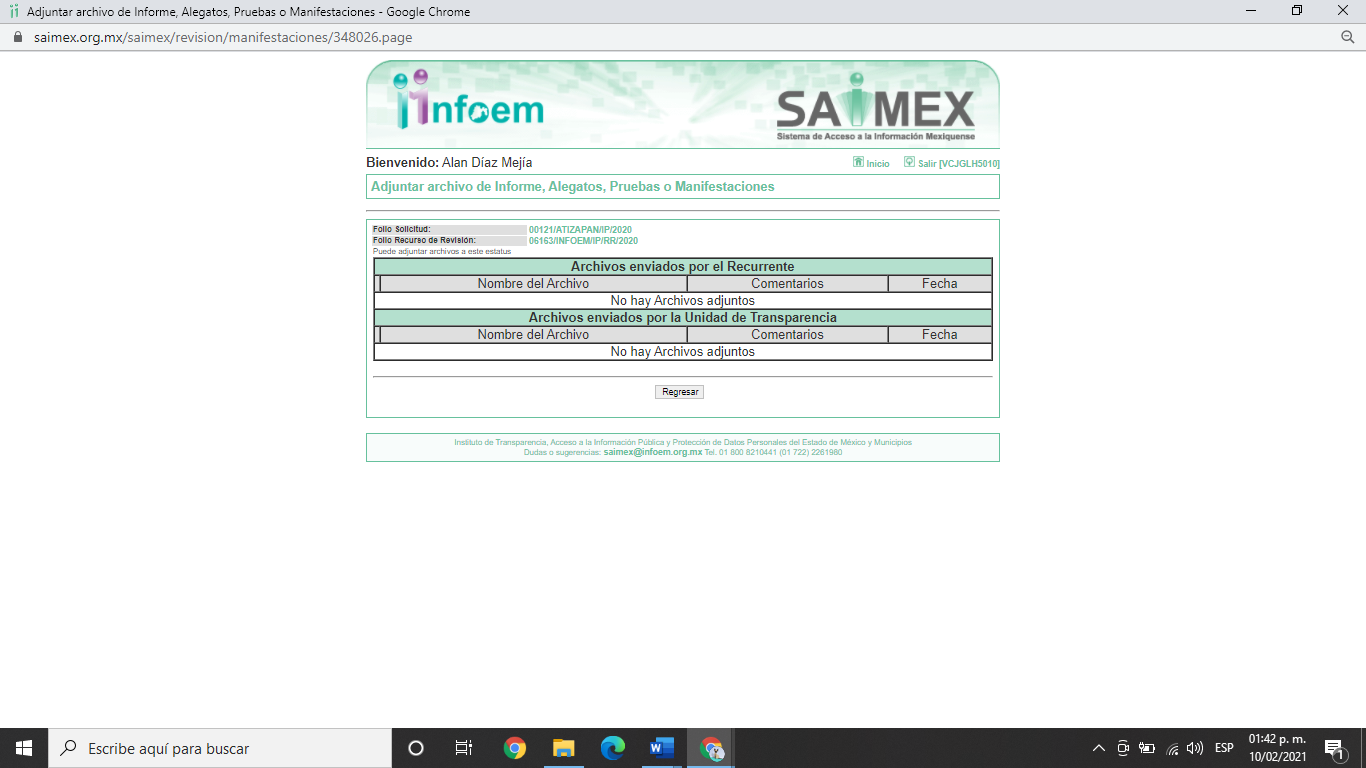 Adjuntar archivo de Informe, Alegatos, Pruebas o Manifestaciones - Google Chrome
saimex.org.mx/saimex/revision/manifestaciones/348026.page
infoem
SAIMEX
Sistema de Acceso a la Información Mexiquense
Bienvenido: Alan Díaz Mejía
Inicio Salir [VCJGLH5010]
Adjuntar archivo de Informe, Alegatos, Pruebas o Manifestaciones
Folio Solicitud: 00121/ATIZAPAN/IP/2020
Folio Recurso de Revisión: 06163/INFOEM/IP/RR/2020
Puede adjuntar archivos a este estatus
Archivos enviados por el Recurrente
Nombre del Archivo Comentarios Fecha
No hay Archivos adjuntos
Archivos enviados por la Unidad de Transparencia
Nombre del Archivo Comentarios Fecha
No hay Archivos adjuntos
Regresar
Instituto de Transparencia, Acceso a la Información Pública y Protección de Datos Personales del Estado de México y Municipios
Dudas o sugerencias: saimex@infoem.org.mx Tel. 01 800 8210441 (01 722) 2261980
Escribe aquí para buscar
ESP
01:42 p. m.
10/02/2021
1